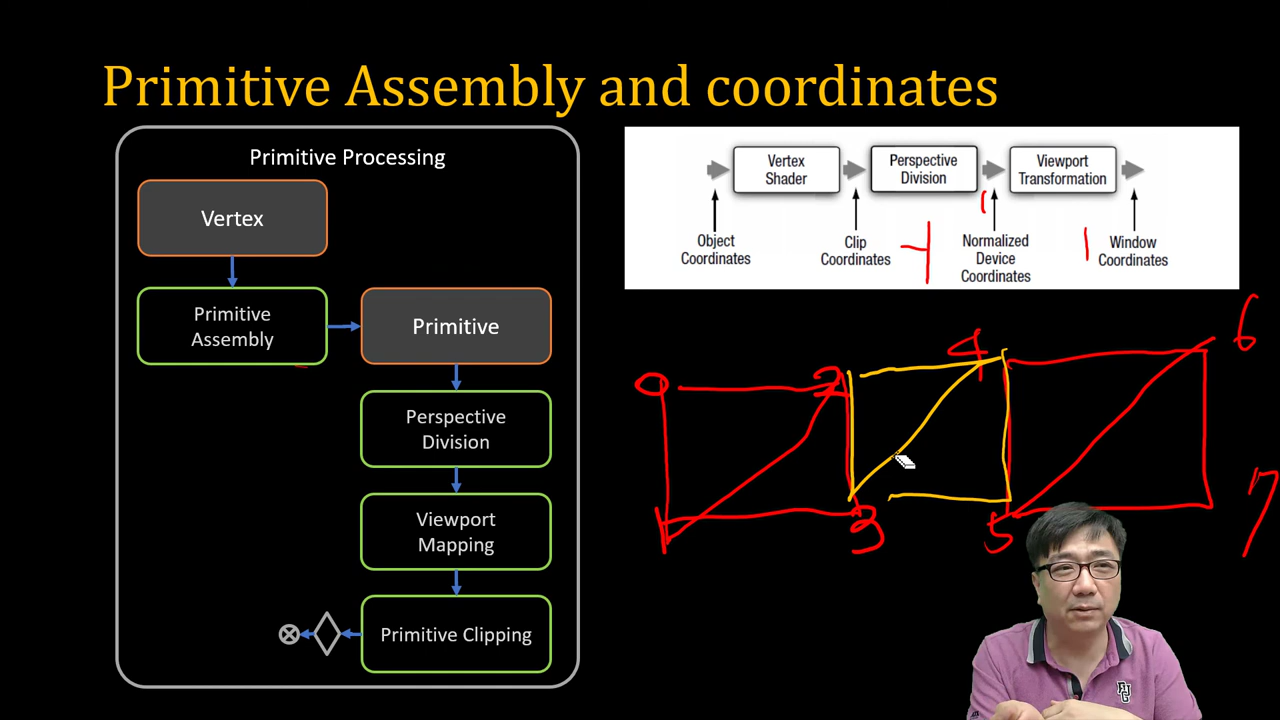 Primitive Assembly and coordinates
Primitive Processing
Vertex
Primitive
Assembly
Primitive
Perspective
Division
Viewport
Mapping
Primitive Clipping
Vertex
Shader
Perspective
Division
Viewport
Transformation
Object
Coordinates
Clip
Coordinates
Normalized
Device
Coordinates
Window
Coordinates
0
2
4
6
1
3
5
7